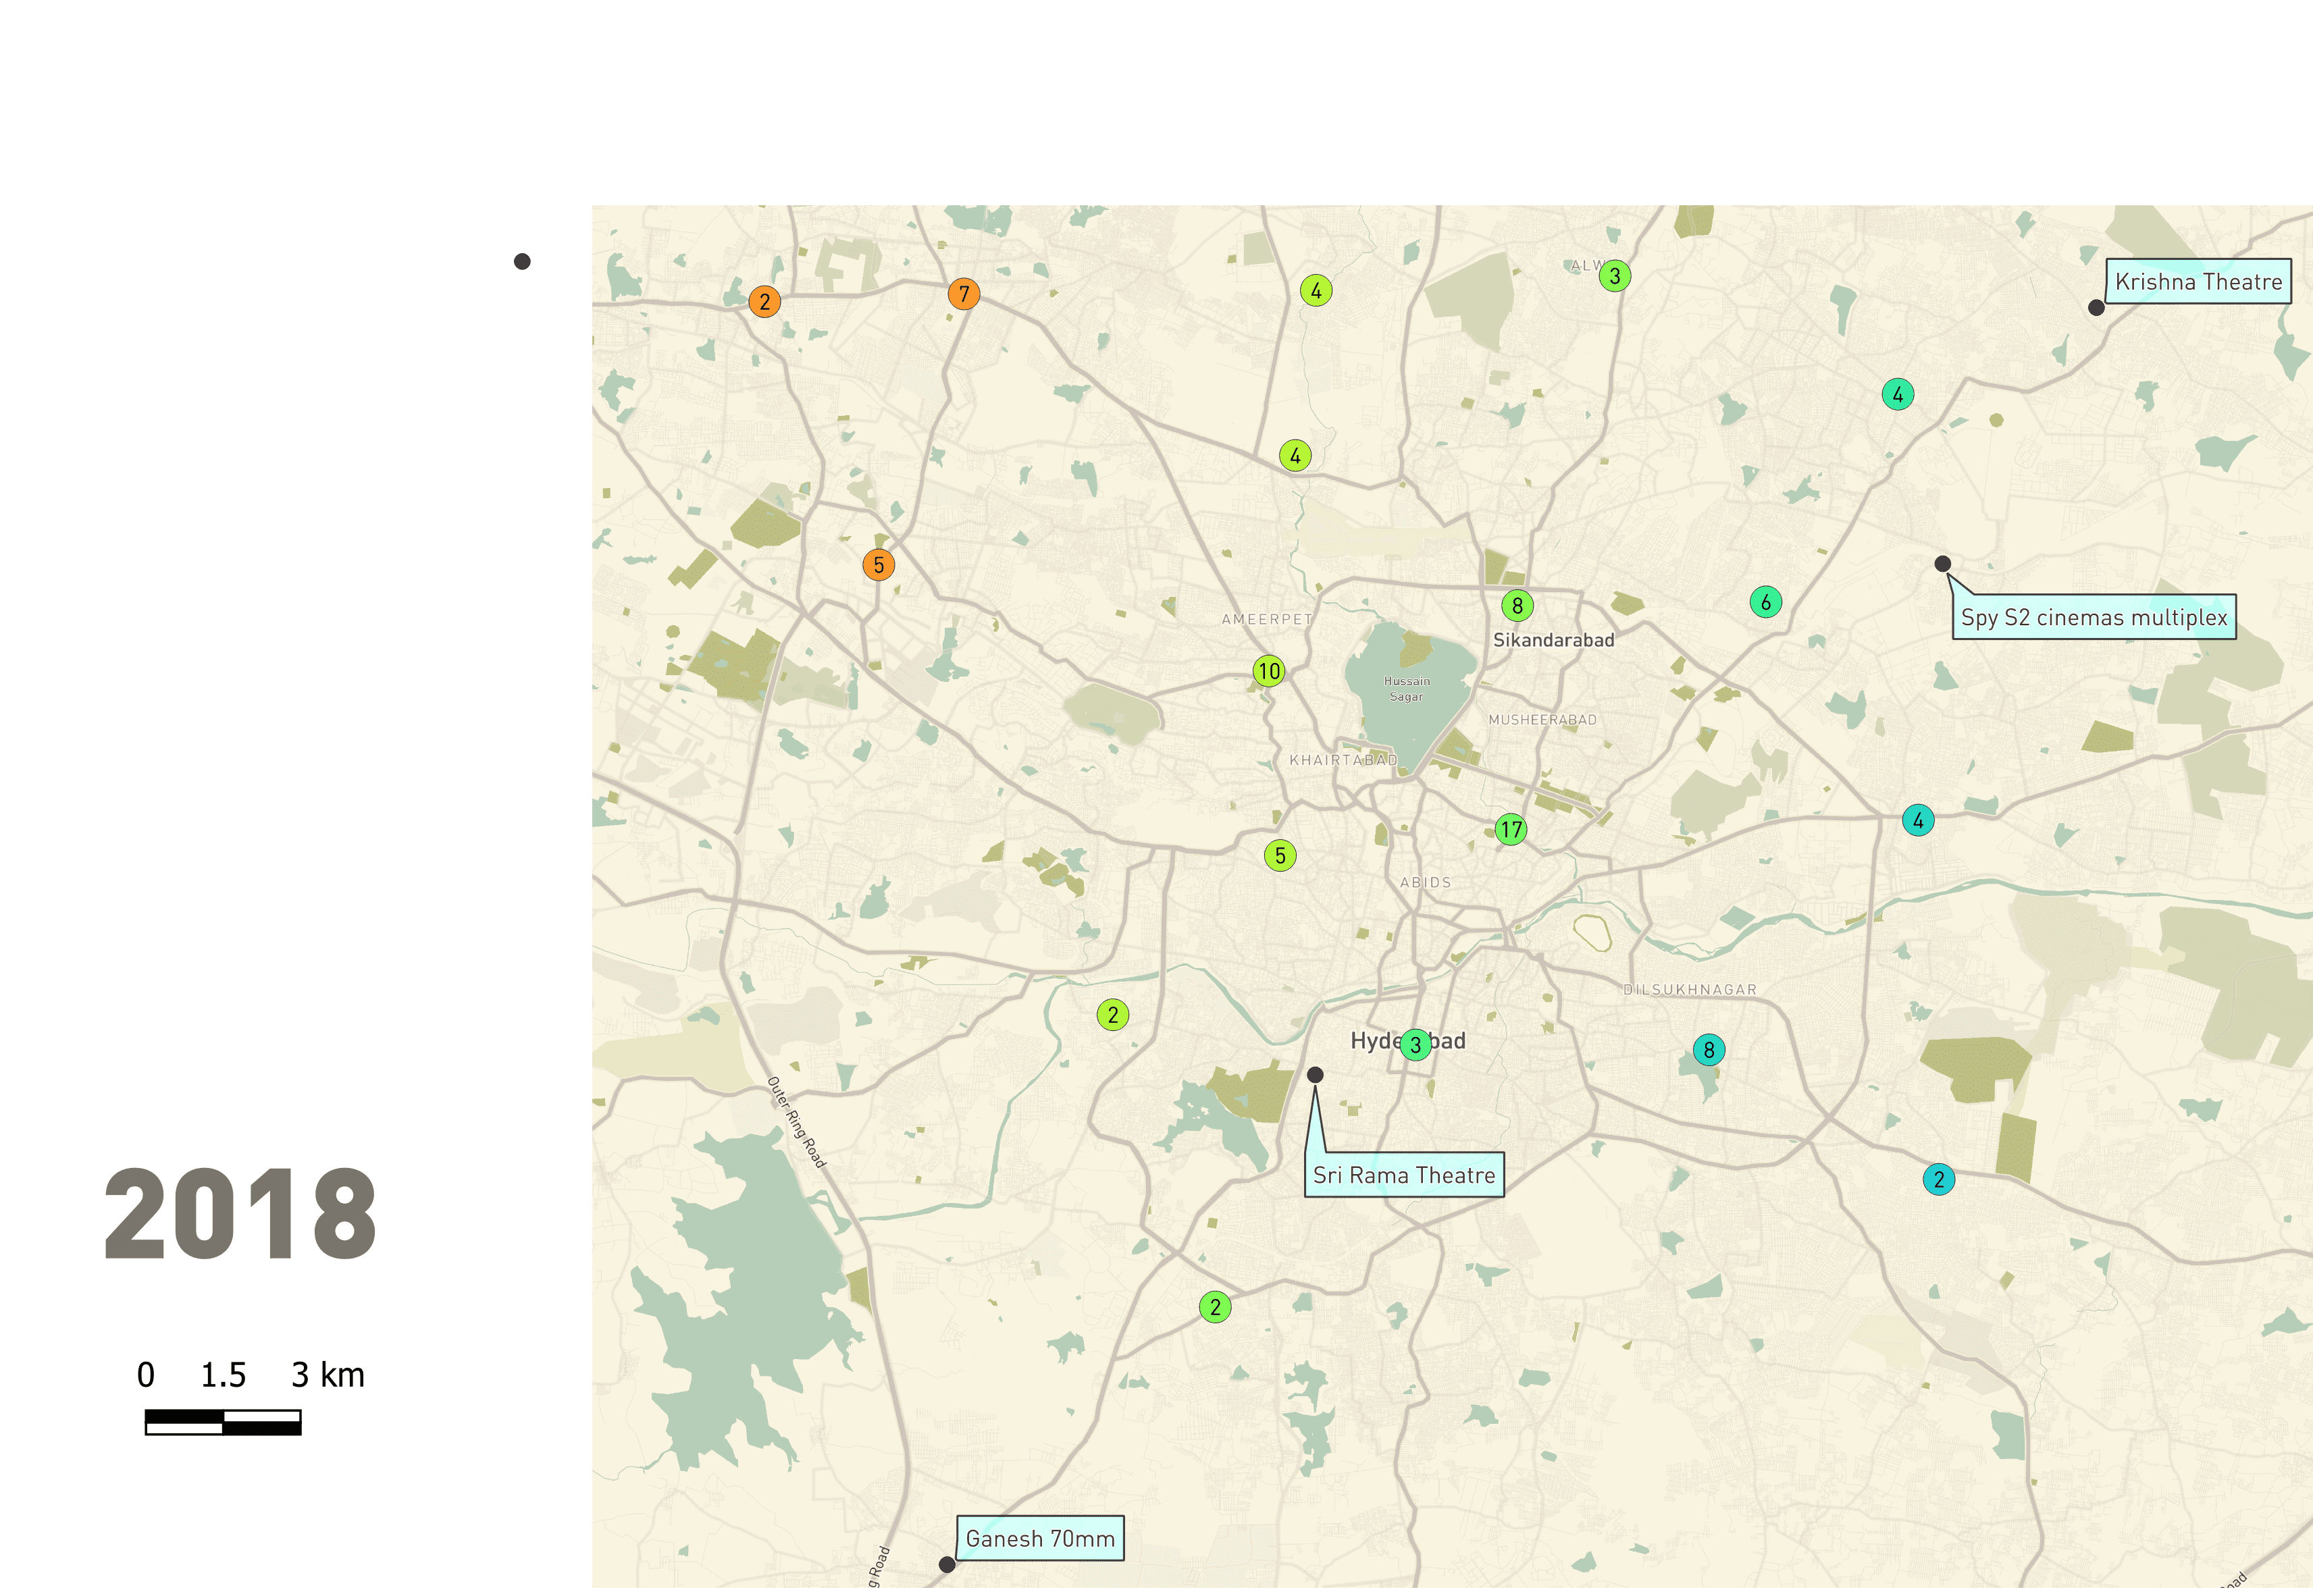 ALW
3
Krishna Theatre
4
2
7
4
4
5
8
6
Spy S2 cinemas multiplex
AMEERPET
Sikandarabad
10
Hussain
Sagar
MUSHEERABAD
KHAIRTABAD
4
17
5
ABIDS
DILSUKHNAGAR
2
Hyde
3
bad
8
Outer Ring Road
Sri Rama Theatre
2
2018
2
0 1.5 3 km
Ganesh 70mm
g Road
oad